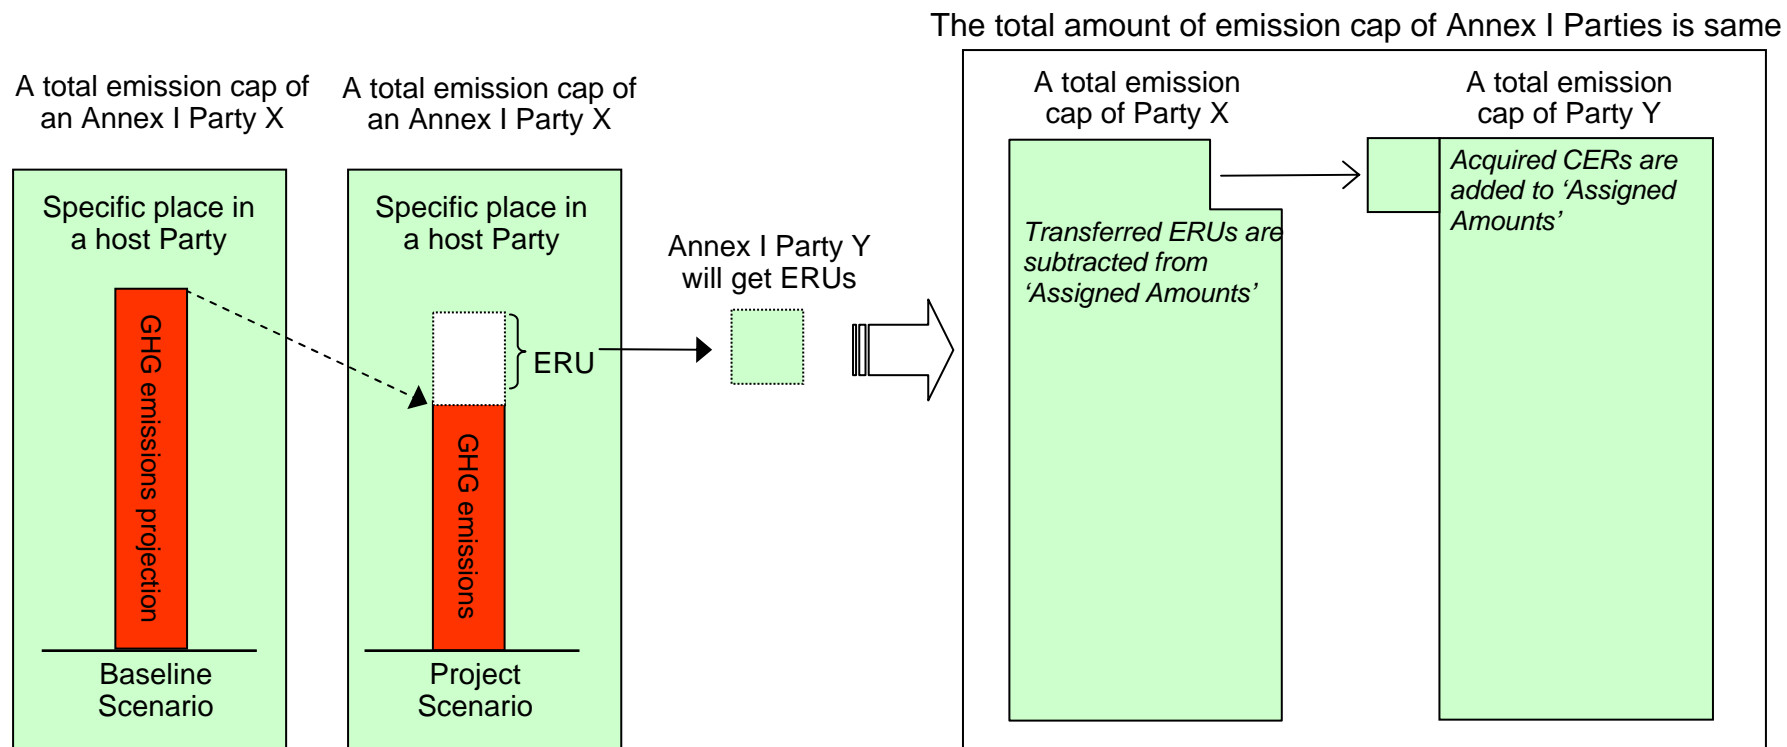 The total amount of emission cap of Annex I Parties is same
A total emission cap of
an Annex I Party X
A total emission cap of
an Annex I Party X
Specific place in
a host Party
GHG emissions projection
Baseline
Scenario
Specific place in
a host Party
ERU
GHG emissions
Project
Scenario
Annex I Party Y
will get ERUs
A total emission
cap of Party X
Transferred ERUs are
subtracted from
‘Assigned Amounts’
A total emission
cap of Party Y
Acquired CERs are
added to ‘Assigned
Amounts’